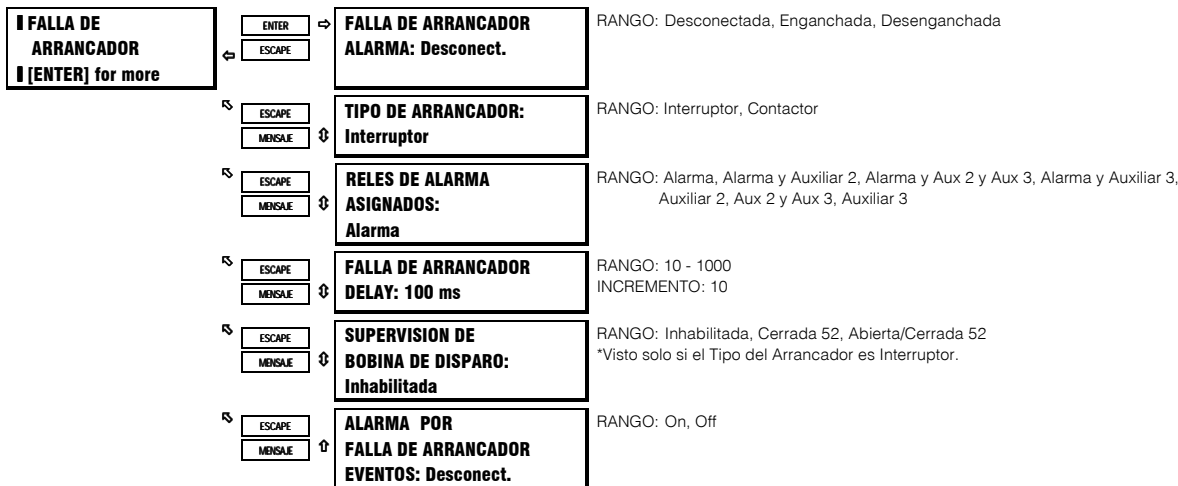 FALLA DE
ARRANCADOR
[ENTER] for more
ENTER
ESCAPE
FALLA DE ARRANCADOR
ALARMA: Desconect.
RANGO: Desconectada, Enganchada, Desenganchada
ESCAPE
MENSAJE
TIPO DE ARRANCADOR:
Interruptor
RANGO: Interruptor, Contactor
ESCAPE
MENSAJE
RELES DE ALARMA
ASIGNADOS:
Alarma
RANGO: Alarma, Alarma y Auxiliar 2, Alarma y Aux 2 y Aux 3, Alarma y Auxiliar 3,
Auxiliar 2, Aux 2 y Aux 3, Auxiliar 3
ESCAPE
MENSAJE
FALLA DE ARRANCADOR
DELAY: 100 ms
RANGO: 10 - 1000
INCREMENTO: 10
ESCAPE
MENSAJE
SUPERVISION DE
BOBINA DE DISPARO:
Inhabilitada
RANGO: Inhabilitada, Cerrada 52, Abierta/Cerrada 52
*Visto solo si el Tipo del Arrancador es Interruptor.
ESCAPE
MENSAJE
ALARMA POR
FALLA DE ARRANCADOR
EVENTOS: Desconect.
RANGO: On, Off